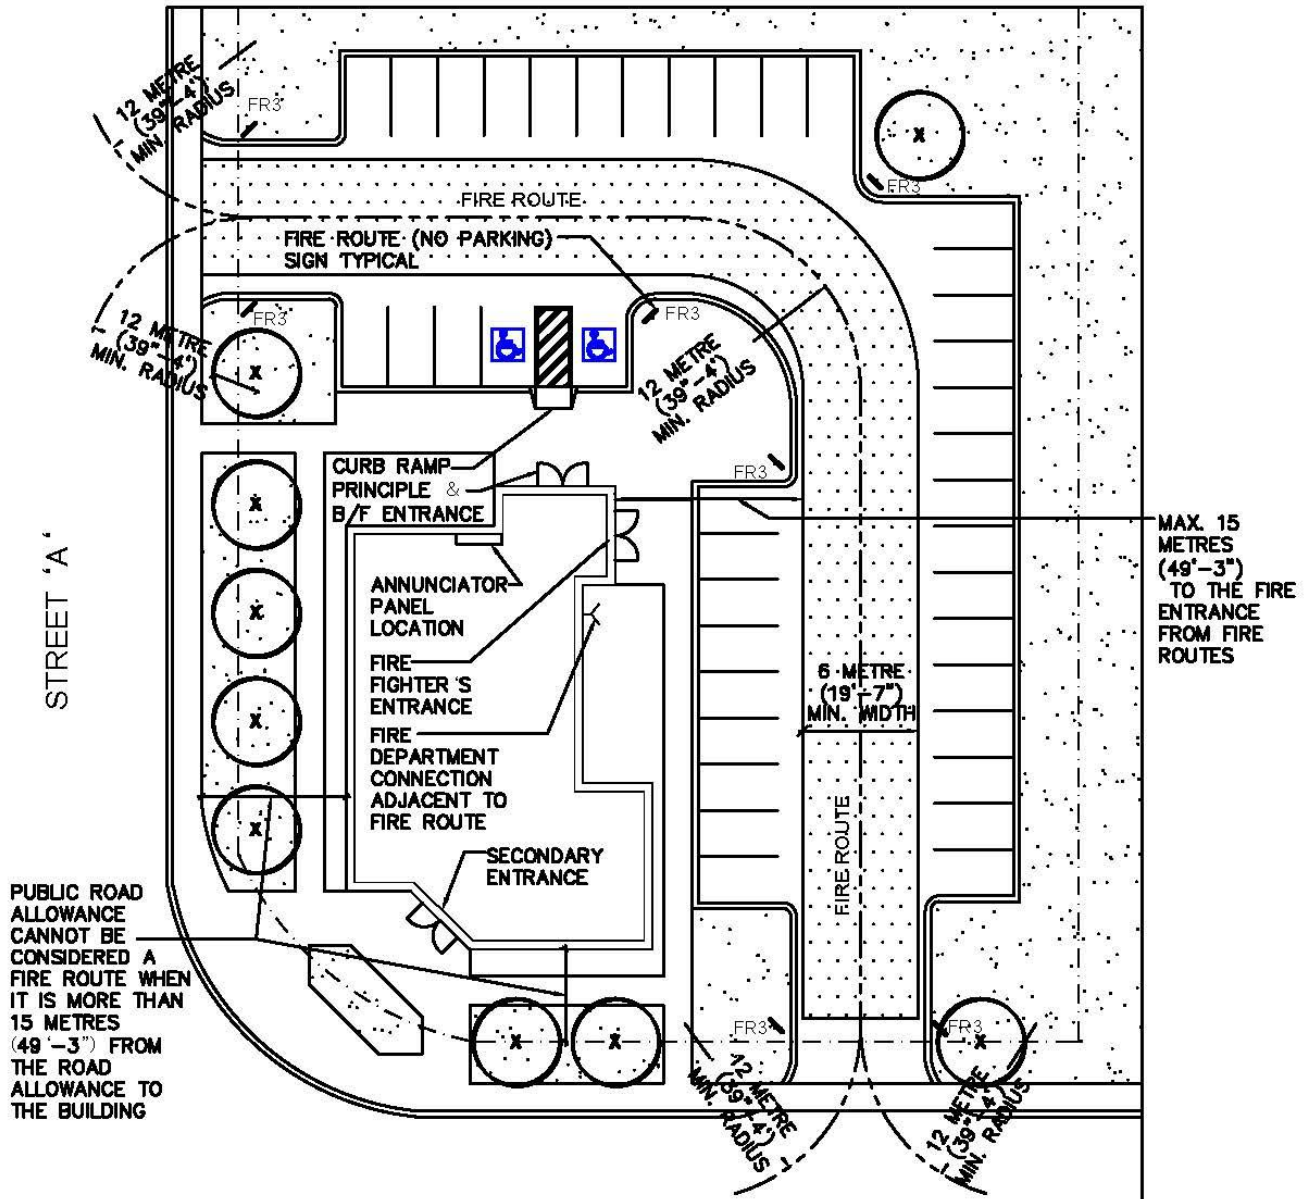 12 METRE
(39"-4')
MIN. RADIUS
FR3
FR3
FIRE ROUTE
FIRE ROUTE (NO PARKING)
SIGN TYPICAL
FR3
12 METRE
(39"-4')
MIN. RADIUS
FR3
12 METRE
(39"-4')
MIN. RADIUS
X
X
CURB RAMP
PRINCIPLE &
B/F ENTRANCE
FR3
X
X
X
X
STREET 'A'
ANNUNCIATOR
PANEL
LOCATION
FIRE
FIGHTER'S
ENTRANCE
FIRE
DEPARTMENT
CONNECTION
ADJACENT TO
FIRE ROUTE
SECONDARY
ENTRANCE
MAX. 15
METRES
(49'-3")
TO THE FIRE
ENTRANCE
FROM FIRE
ROUTES
6 METRE
(19'-7")
MIN. WIDTH
FIRE ROUTE
PUBLIC ROAD
ALLOWANCE
CANNOT BE
CONSIDERED A
FIRE ROUTE WHEN
IT IS MORE THAN
15 METRES
(49'-3") FROM
THE ROAD
ALLOWANCE TO
THE BUILDING
X
X
FR3
FR3
X
12 METRE
(39"-4')
MIN. RADIUS
12 METRE
(39"-4')
MIN. RADIUS